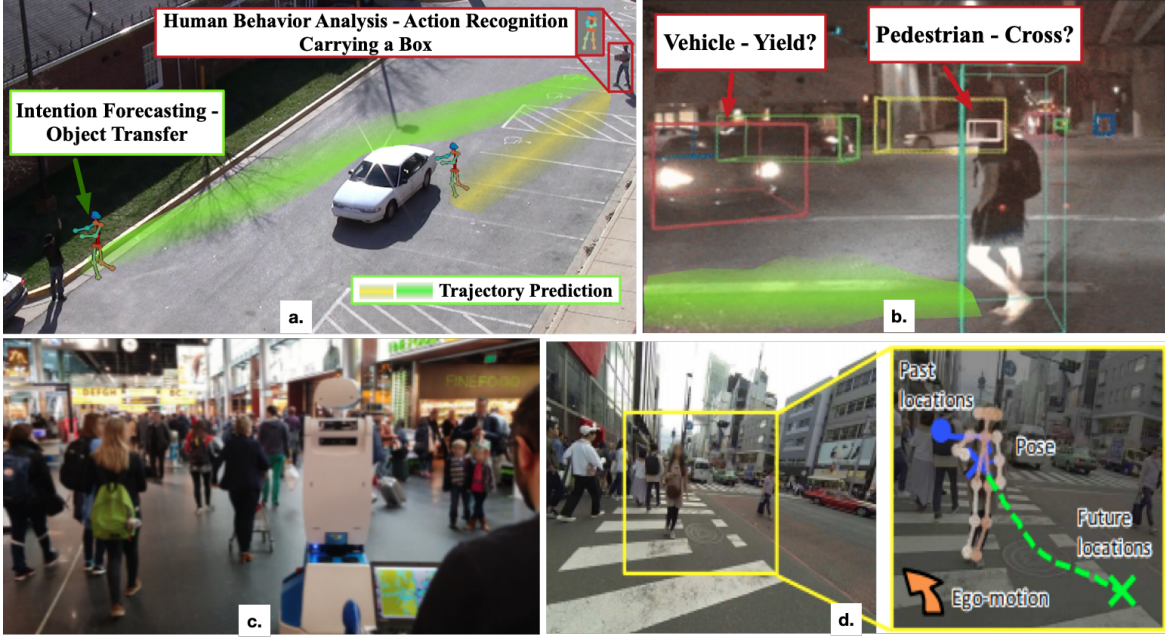 Human Behavior Analysis - Action Recognition
Carrying a Box
Intention Forecasting -
Object Transfer
Trajectory Prediction
a.
Vehicle - Yield?
Pedestrian - Cross?
b.
FINEFOOD
c.
d.
Past
locations
Pose
Future
locations
Ego-motion